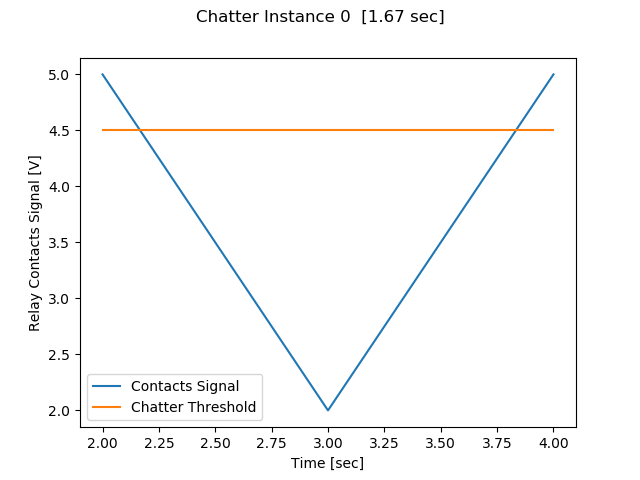 Chatter Instance 0  [1.67 sec]
Relay Contacts Signal [V]
5.0
4.5
4.0
3.5
3.0
2.5
2.0
Contacts Signal
Chatter Threshold
2.00 2.25 2.50 2.75 3.00 3.25 3.50 3.75 4.00
Time [sec]